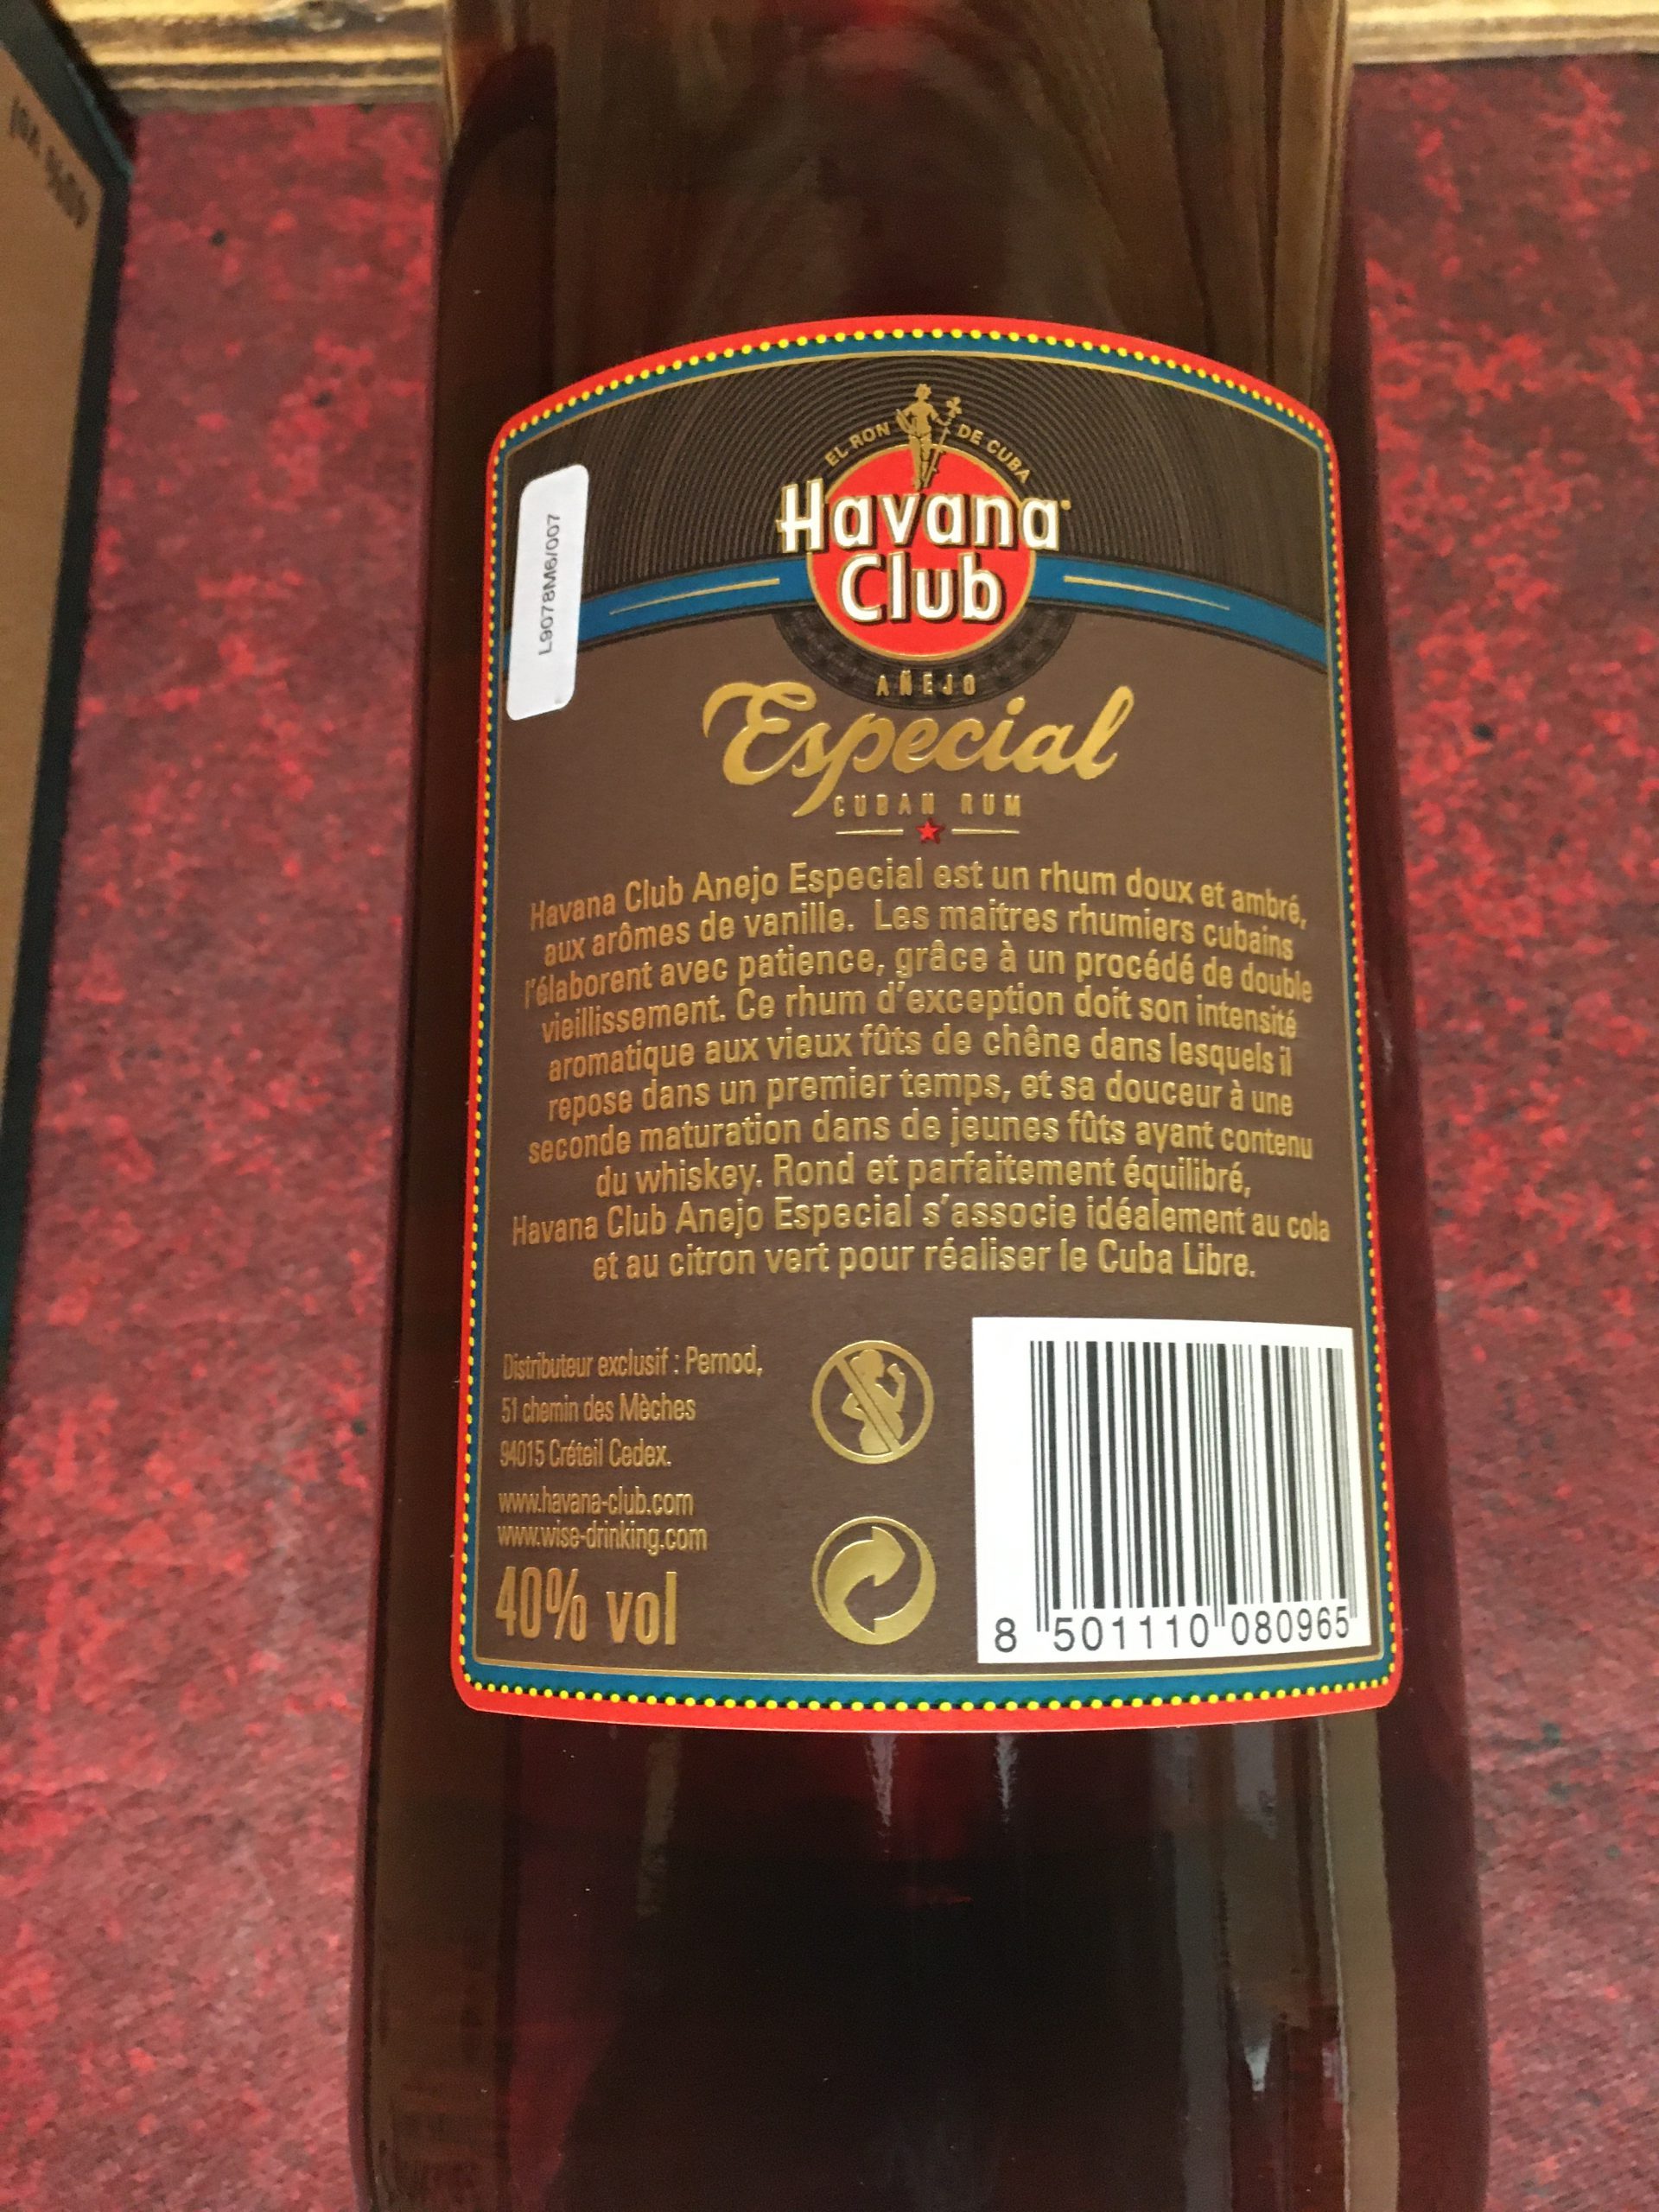 EL RON DE CUBA
Havana
Club
AÑEJO
Especial
CUBAN RUM
L9078M6/007
Havana Club Anejo Especial est un rhum doux et ambré,
aux arômes de vanille. Les maitres rhumiers cubains
l'élaborent avec patience, grâce à un procédé de double
vieillissement. Ce rhum d'exception doit son intensité
aromatique aux vieux fûts de chêne dans lesquels il
repose dans un premier temps, et sa douceur à une
seconde maturation dans de jeunes fûts ayant contenu
du whiskey. Rond et parfaitement équilibré,
Havana Club Anejo Especial s'associe idéalement au cola
et au citron vert pour réaliser le Cuba Libre.
Distributeur exclusif : Pernod,
51 chemin des Mèches
94015 Créteil Cedex.
www.havana-club.com
www.wise-drinking.com
40% vol
8 501110 080965